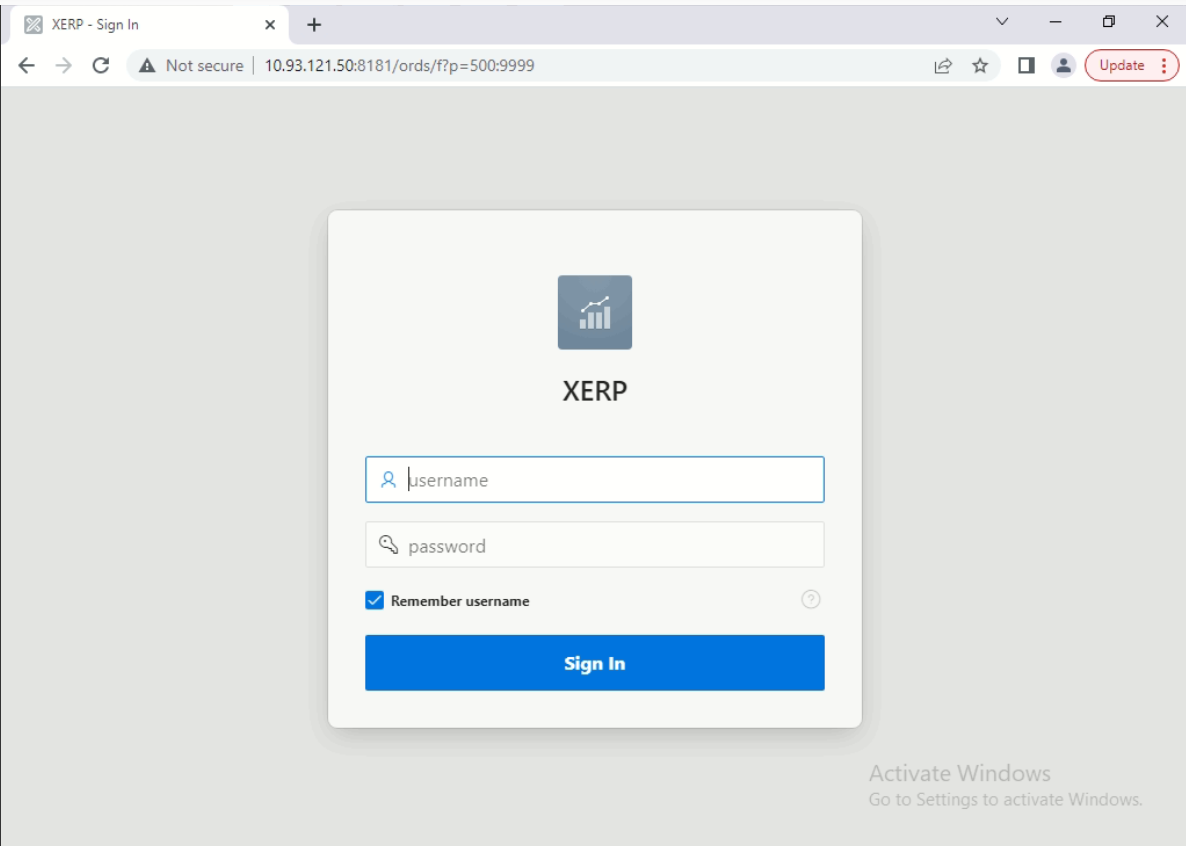 XERP - Sign In
Not secure | 10.93.121.50:8181/ords/f?p=500:9999
Update
XERP
username
password
Remember username
?
Sign In
Activate Windows
Go to Settings to activate Windows.